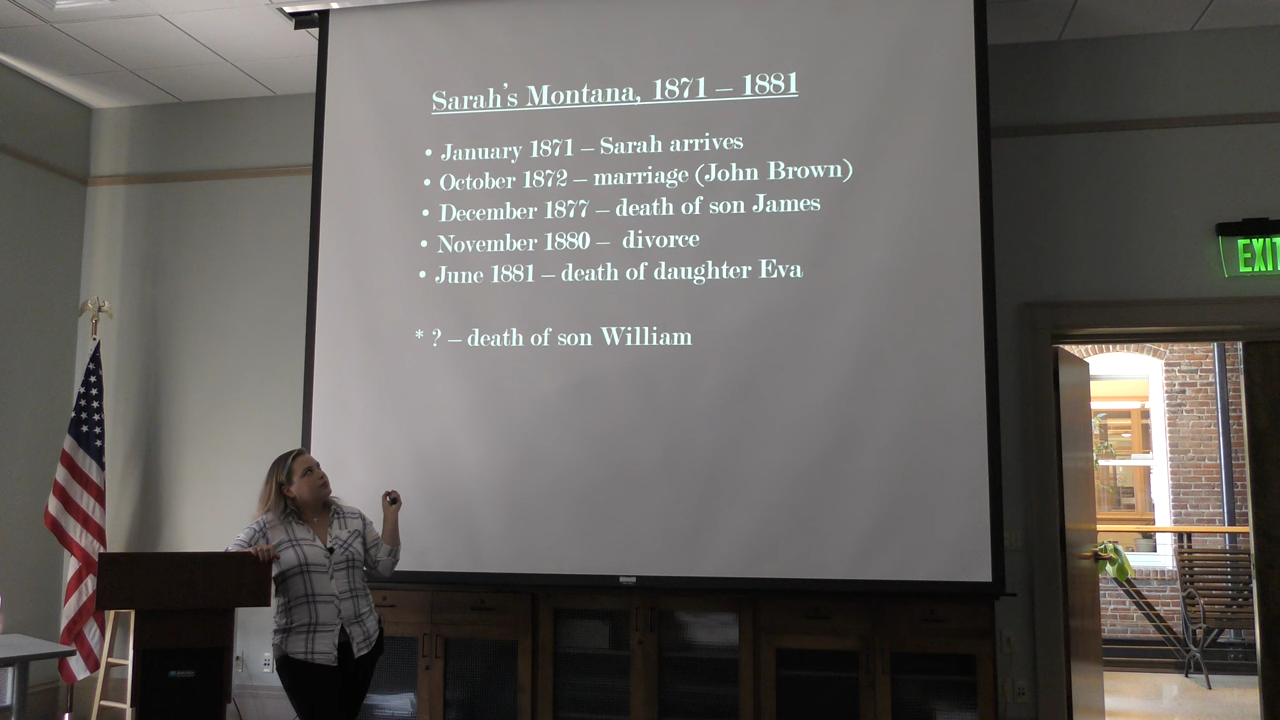 Sarah's Montana, 1871 – 1881
• January 1871 – Sarah arrives
• October 1872 – marriage (John Brown)
• December 1877 – death of son James
• November 1880 – divorce
• June 1881 – death of daughter Eva
* ? – death of son William
EXIT